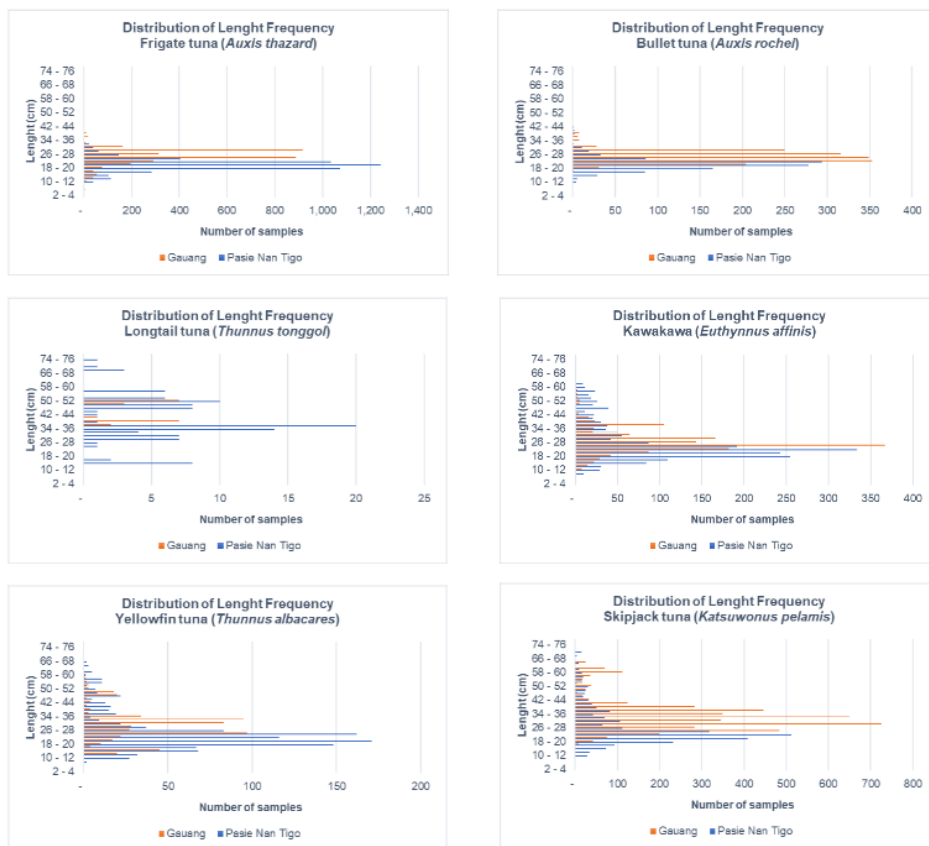 Distribution of Lenght Frequency
Frigate tuna (Auxis thazard)
Lenght (cm)
74 - 76
66 - 68
58 - 60
50 - 52
42 - 44
34 - 36
26 - 28
18 - 20
10 - 12
2 - 4
- 200 400 600 800 1,000 1,200 1,400
Number of samples
Gauang Pasie Nan Tigo
Distribution of Lenght Frequency
Bullet tuna (Auxis rochei)
Lenght (cm)
74 - 76
66 - 68
58 - 60
50 - 52
42 - 44
34 - 36
26 - 28
18 - 20
10 - 12
2 - 4
- 50 100 150 200 250 300 350 400
Number of samples
Gauang Pasie Nan Tigo
Distribution of Lenght Frequency
Longtail tuna (Thunnus tonggol)
Lenght (cm)
74 - 76
66 - 68
58 - 60
50 - 52
42 - 44
34 - 36
26 - 28
18 - 20
10 - 12
2 - 4
- 5 10 15 20 25
Number of samples
Gauang Pasie Nan Tigo
Distribution of Lenght Frequency
Kawakawa (Euthynnus affinis)
Lenght (cm)
74 - 76
66 - 68
58 - 60
50 - 52
42 - 44
34 - 36
26 - 28
18 - 20
10 - 12
2 - 4
- 50 100 150 200 250 300 350 400
Number of samples
Gauang Pasie Nan Tigo
Distribution of Lenght Frequency
Yellowfin tuna (Thunnus albacares)
Lenght (cm)
74 - 76
66 - 68
58 - 60
50 - 52
42 - 44
34 - 36
26 - 28
18 - 20
10 - 12
2 - 4
- 50 100 150 200
Number of samples
Gauang Pasie Nan Tigo
Distribution of Lenght Frequency
Skipjack tuna (Katsuwonus pelamis)
Lenght (cm)
74 - 76
66 - 68
58 - 60
50 - 52
42 - 44
34 - 36
26 - 28
18 - 20
10 - 12
2 - 4
- 100 200 300 400 500 600 700 800
Number of samples
Gauang Pasie Nan Tigo